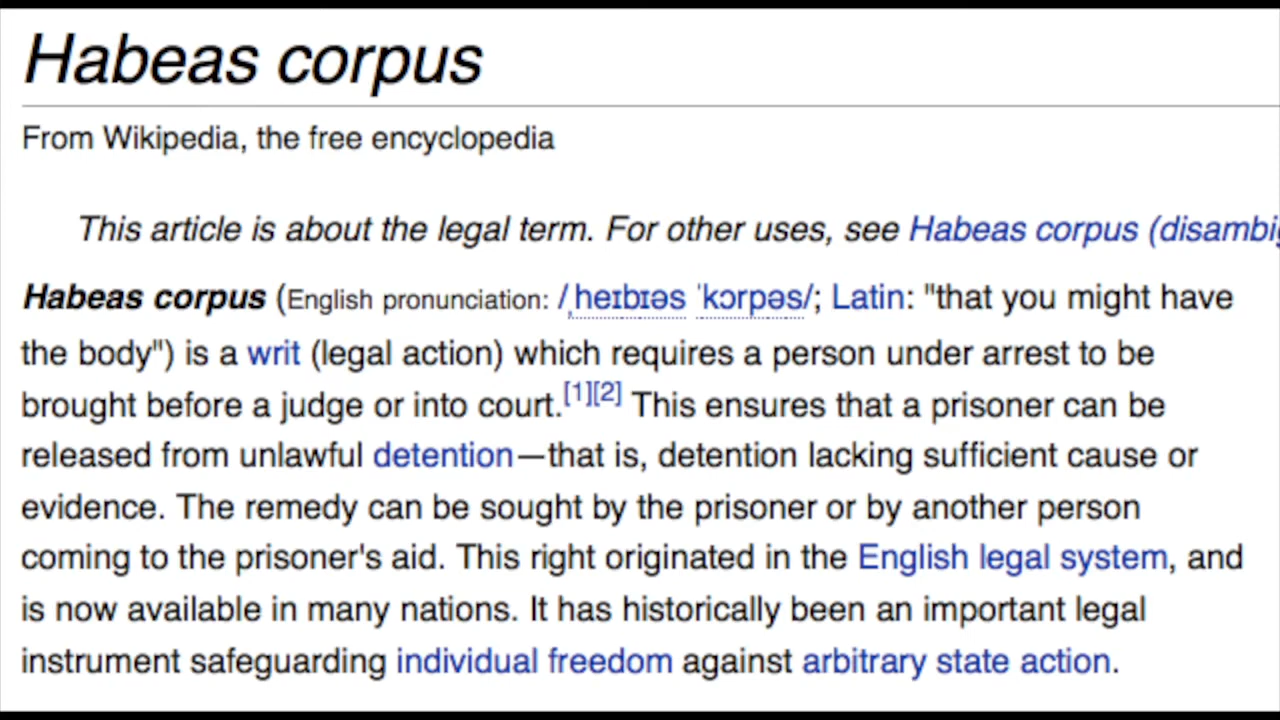 Habeas corpus
From Wikipedia, the free encyclopedia
This article is about the legal term. For other uses, see Habeas corpus (disambig
Habeas corpus (English pronunciation: /ˌheɪbɪəs ˈkɔrpəs/; Latin: "that you might have
the body") is a writ (legal action) which requires a person under arrest to be
brought before a judge or into court.[1][2] This ensures that a prisoner can be
released from unlawful detention—that is, detention lacking sufficient cause or
evidence. The remedy can be sought by the prisoner or by another person
coming to the prisoner's aid. This right originated in the English legal system, and
is now available in many nations. It has historically been an important legal
instrument safeguarding individual freedom against arbitrary state action.